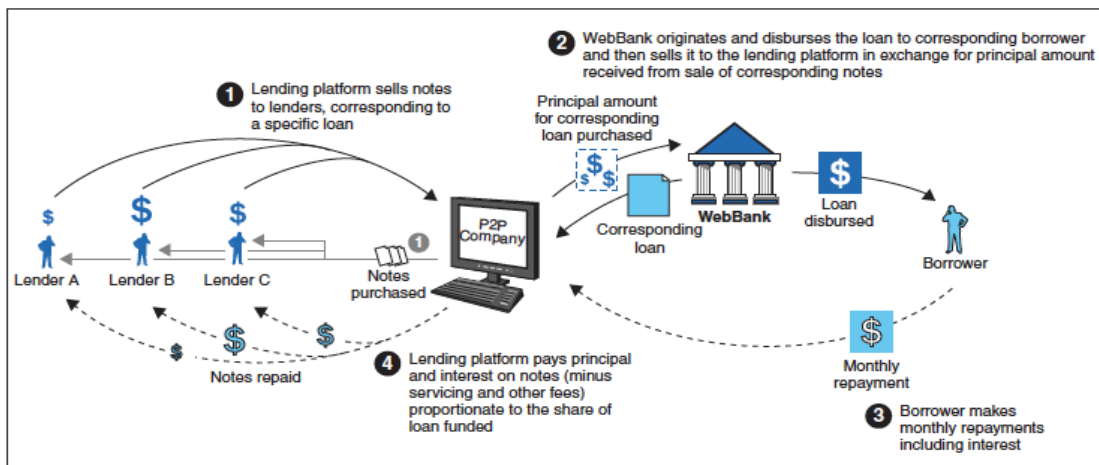 2 WebBank originates and disburses the loan to corresponding borrower
and then sells it to the lending platform in exchange for principal amount
received from sale of corresponding notes
1 Lending platform sells notes
to lenders, corresponding to
a specific loan
Principal amount
for corresponding
loan purchased
$
$ $ $
$
$
$
P2P
Company
WebBank
Loan
disbursed
Corresponding
loan
1
Notes
purchased
Lender A
Lender B
Lender C
Borrower
$
$
$
Notes repaid
4 Lending platform pays principal
and interest on notes (minus
servicing and other fees)
proportionate to the share of
loan funded
$
Monthly
repayment
3 Borrower makes
monthly repayments
including interest